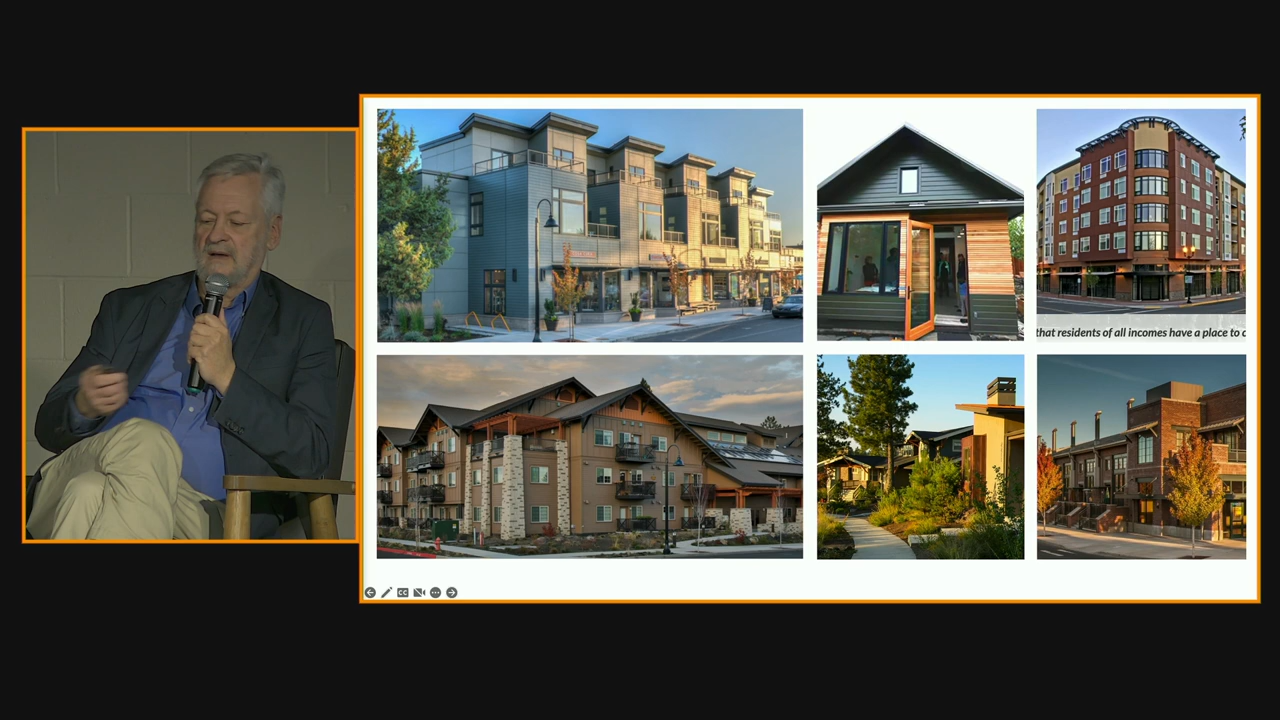 that residents of all incomes have a place to c